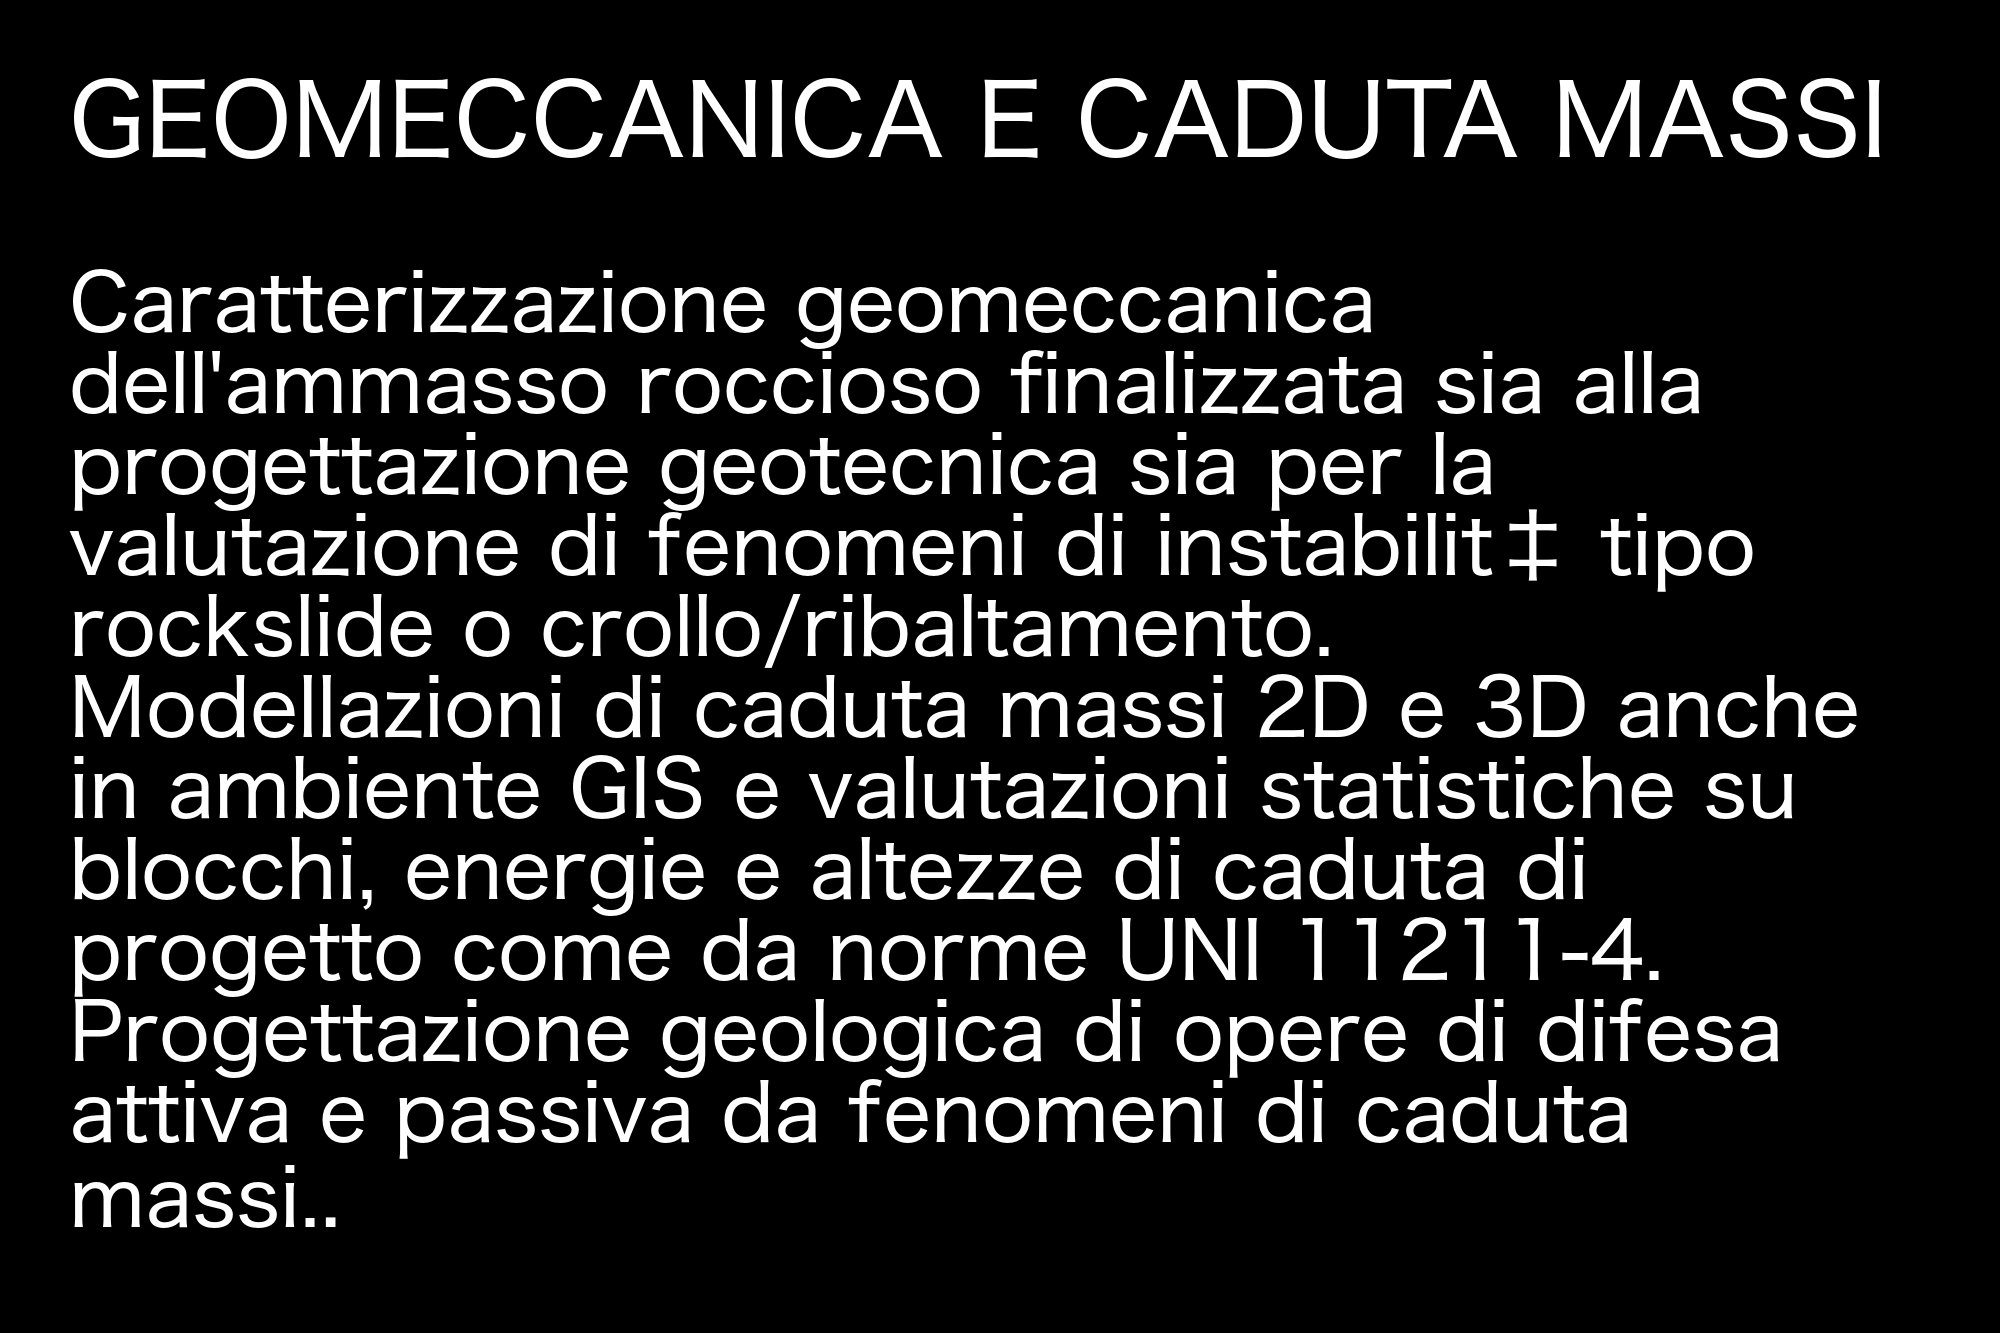 GEOMECCANICA E CADUTA MASSI
Caratterizzazione geomeccanica
dell'ammasso roccioso finalizzata sia alla
progettazione geotecnica sia per la
valutazione di fenomeni di instabilit‡ tipo
rockslide o crollo/ribaltamento.
Modellazioni di caduta massi 2D e 3D anche
in ambiente GIS e valutazioni statistiche su
blocchi, energie e altezze di caduta di
progetto come da norme UNI 11211-4.
Progettazione geologica di opere di difesa
attiva e passiva da fenomeni di caduta
massi..